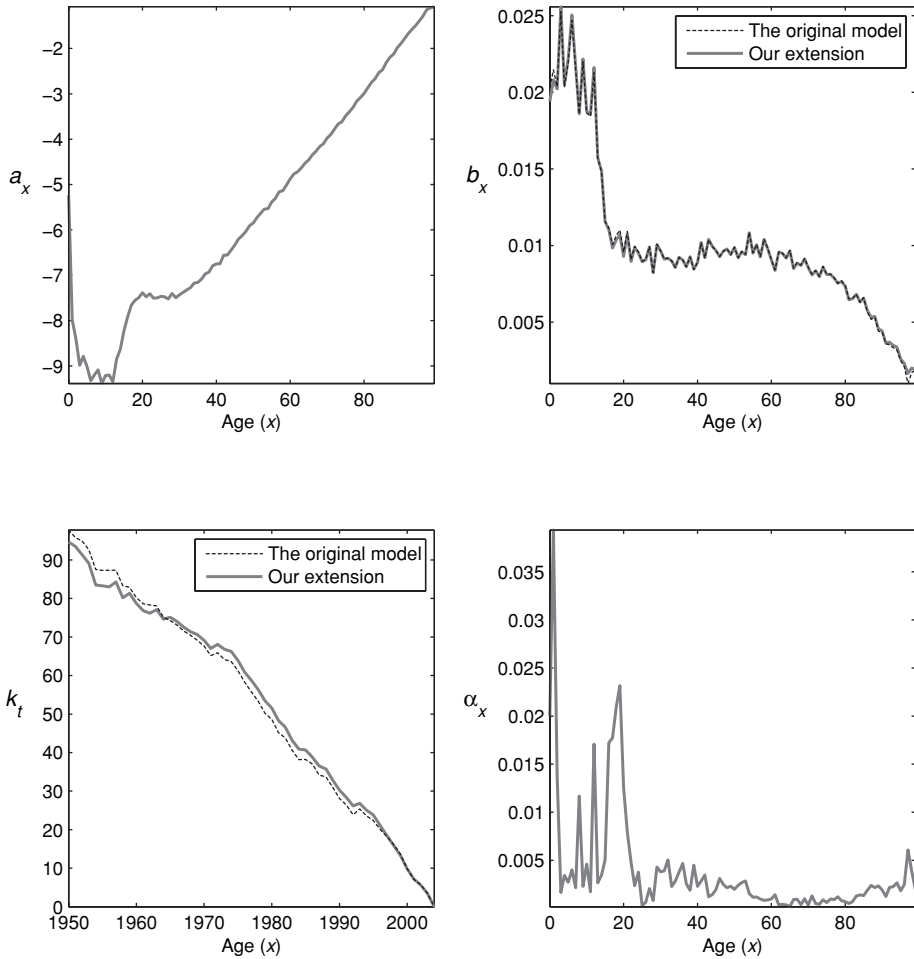 −2
−3
−4
−5
−6
−7
−8
−9
a_x
0 20 40 60 80
Age (x)
0.025
0.02
0.015
0.01
0.005
b_x
The original model
Our extension
0 20 40 60 80
Age (x)
90
80
70
60
50
40
30
20
10
0
k_t
The original model
Our extension
1950 1960 1970 1980 1990 2000
Age (x)
0.035
0.03
0.025
0.02
0.015
0.01
0.005
α_x
0 20 40 60 80
Age (x)